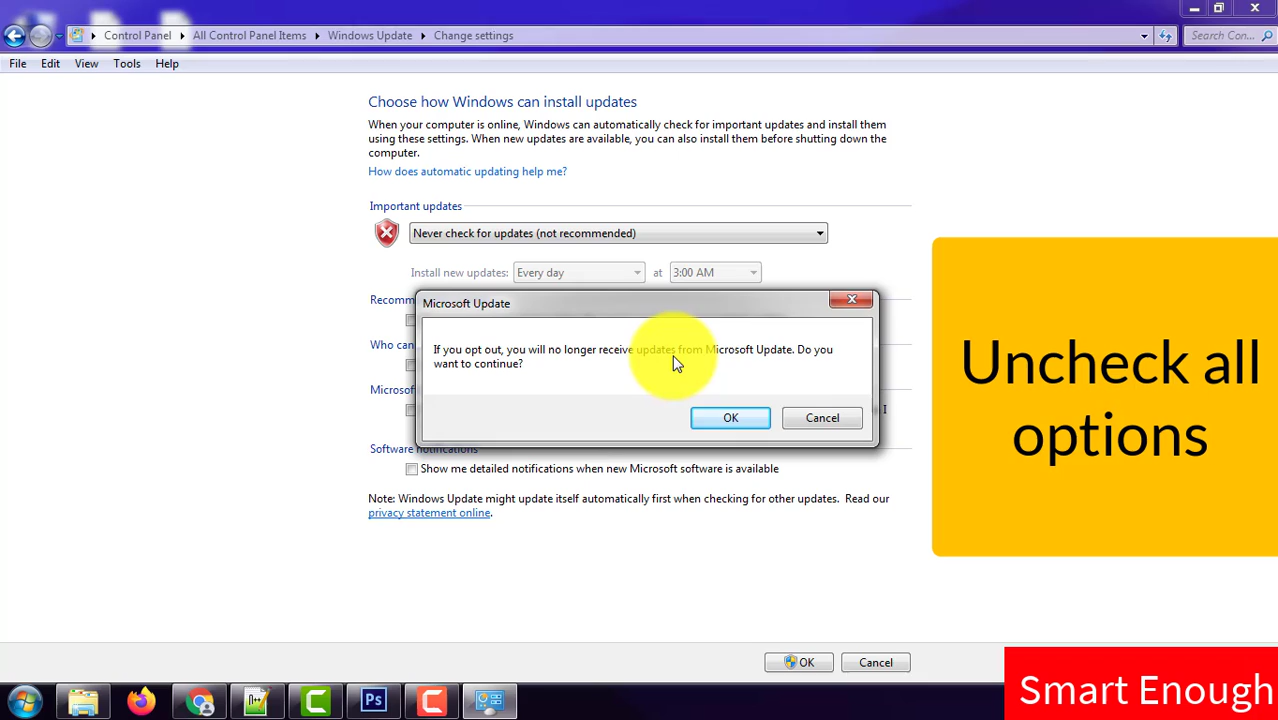 Control Panel All Control Panel Items Windows Update Change settings Search Con...
File Edit View Tools Help
Choose how Windows can install updates
When your computer is online, Windows can automatically check for important updates and install them
using these settings. When new updates are available, you can also install them before shutting down the
computer.
How does automatic updating help me?
Important updates
Never check for updates (not recommended)
Install new updates: Every day at 3:00 AM
Recomm
Microsoft Update
If you opt out, you will no longer receive updates from Microsoft Update. Do you
want to continue?
OK Cancel
Who can
Microsof
I
Software notifications
Show me detailed notifications when new Microsoft software is available
Note: Windows Update might update itself automatically first when checking for other updates. Read our
privacy statement online.
OK Cancel
Uncheck all
options
Smart Enough
Ps